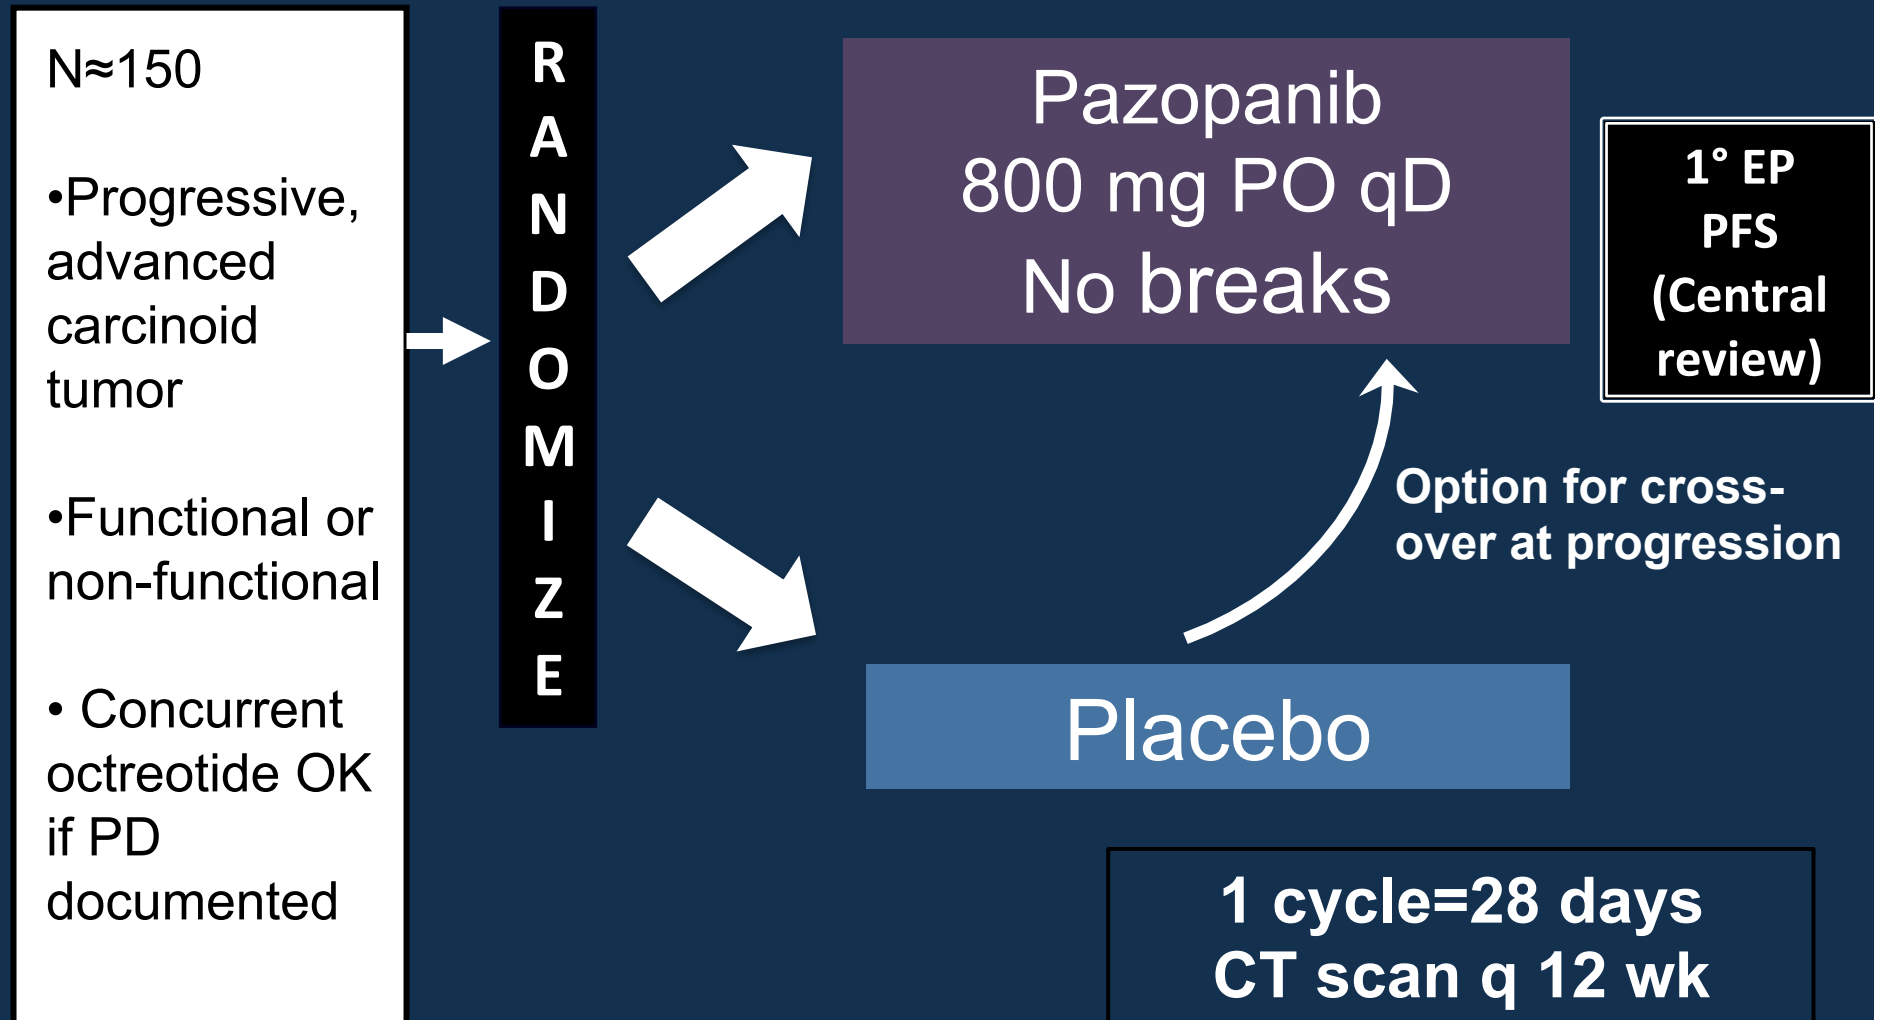 N≈150
•Progressive,
advanced
carcinoid
tumor
•Functional or
non-functional
• Concurrent
octreotide OK
if PD
documented
R
A
N
D
O
M
I
Z
E
Pazopanib
800 mg PO qD
No breaks
1° EP
PFS
(Central
review)
Option for cross-
over at progression
Placebo
1 cycle=28 days
CT scan q 12 wk